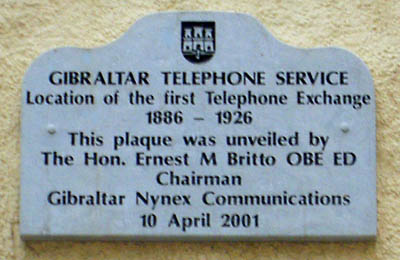 GIBRALTAR TELEPHONE SERVICE
Location of the first Telephone Exchange
1886 – 1926
This plaque was unveiled by
The Hon. Ernest M Britto OBE ED
Chairman
Gibraltar Nynex Communications
10 April 2001